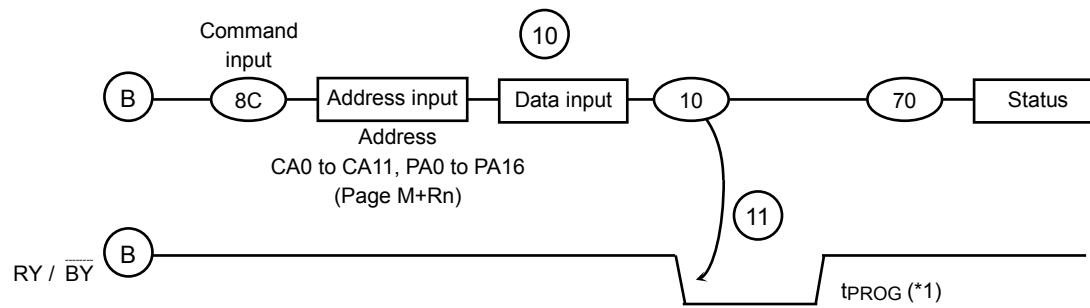 10
Command
input
B 8C Address input Data input 10 70 Status
Address
CA0 to CA11, PA0 to PA16
(Page M+Rn)
11
B
RY / BY
tPROG (*1)